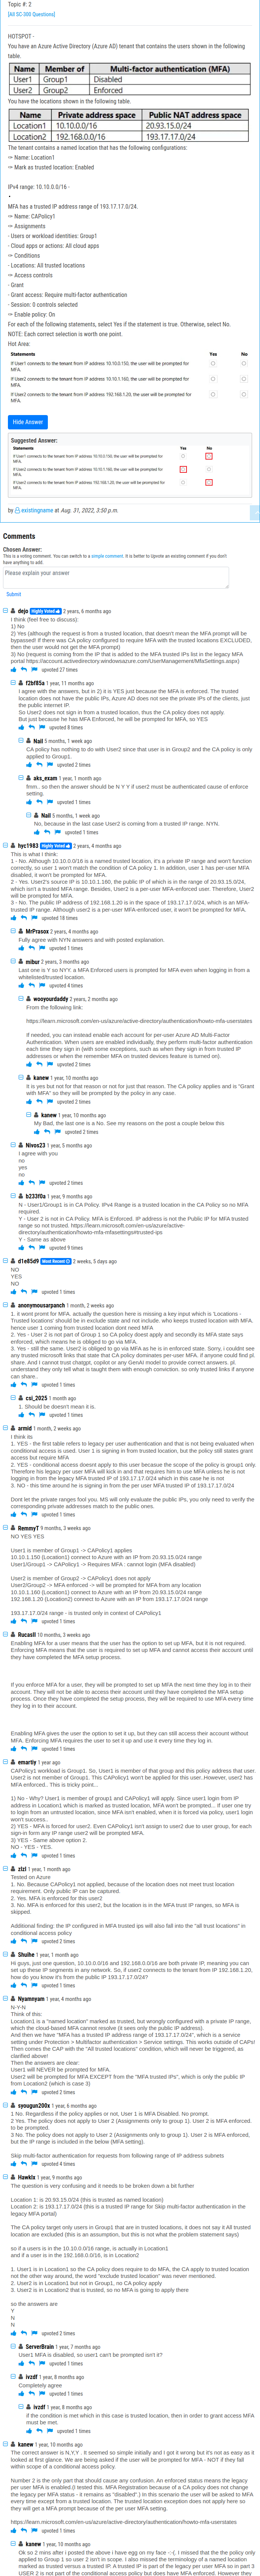 Topic #: 2
[All SC-300 Questions]
HOTSPOT -
You have an Azure Active Directory (Azure AD) tenant that contains the users shown in the following
table.
Name Member of Multi-factor authentication (MFA)
User1 Group1 Disabled
User2 Group2 Enforced
You have the locations shown in the following table.
Name Private address space Public NAT address space
Location1 10.10.0.0/16 20.93.15.0/24
Location2 192.168.0.0/16 193.17.17.0/24
The tenant contains a named location that has the following configurations:
✑ Name: Location1
✑ Mark as trusted location: Enabled
IPv4 range: 10.10.0.0/16 -
•
MFA has a trusted IP address range of 193.17.17.0/24.
✑ Name: CAPolicy1
✑ Assignments
- Users or workload identities: Group1
- Cloud apps or actions: All cloud apps
✑ Conditions
- Locations: All trusted locations
✑ Access controls
- Grant
- Grant access: Require multi-factor authentication
- Session: 0 controls selected
✑ Enable policy: On
For each of the following statements, select Yes if the statement is true. Otherwise, select No.
NOTE: Each correct selection is worth one point.
Hot Area:
Statements Yes No
If User1 connects to the tenant from IP address 10.10.0.150, the user will be prompted for
MFA.
If User2 connects to the tenant from IP address 10.10.1.160, the user will be prompted for
MFA.
If User2 connects to the tenant from IP address 192.168.1.20, the user will be prompted for
MFA.
Hide Answer
Suggested Answer:
Statements Yes No
If User1 connects to the tenant from IP address 10.10.0.150, the user will be prompted for
MFA.
If User2 connects to the tenant from IP address 10.10.1.160, the user will be prompted for
MFA.
If User2 connects to the tenant from IP address 192.168.1.20, the user will be prompted for
MFA.
by existingname at Aug. 31, 2022, 3:50 p.m.
Comments
Chosen Answer:
This is a voting comment. You can switch to a simple comment. It is better to Upvote an existing comment if you don't
have anything to add.
Please explain your answer
Submit
dejo Highly Voted 2 years, 6 months ago
I think (feel free to discuss):
1) No
2) Yes (although the request is from a trusted location, that doesn't mean the MFA prompt will be
bypassed! If there was CA policy configured to require MFA with the trusted locations EXCLUDED,
then the user would not get the MFA prompt)
3) No (request is coming from the IP that is added to the MFA trusted IPs list in the legacy MFA
portal https://account.activedirectory.windowsazure.com/UserManagement/MfaSettings.aspx)
upvoted 27 times
f2bf85a 1 year, 11 months ago
I agree with the answers, but in 2) it is YES just because the MFA is enforced. The trusted
location does not have the public IPs, Azure AD does not see the private IPs of the clients, just
the public internet IP.
So User2 does not sign in from a trusted location, thus the CA policy does not apply.
But just because he has MFA Enforced, he will be prompted for MFA, so YES
upvoted 8 times
Nail 5 months, 1 week ago
CA policy has nothing to do with User2 since that user is in Group2 and the CA policy is only
applied to Group1.
upvoted 2 times
aks_exam 1 year, 1 month ago
fmm.. so then the answer should be N Y Y if user2 must be authenticated cause of enforce
setting.
upvoted 1 times
Nail 5 months, 1 week ago
No, because in the last case User2 is coming from a trusted location. NYN.
upvoted 1 times
hyc1983 Highly Voted 2 years, 4 months ago
This is what I think.
1 - No. Although 10.10.0.0/16 is a named trusted location, it's a private IP range and won't function
correctly, so user 1 won't match the condition of CA policy 1. In addition, user 1 has per-user MFA
disabled, it won't be prompted for MFA.
2 - Yes. User2's source IP is 10.10.1.160, the public IP of which is in the range of 20.93.15.0/24,
which isn't a trusted MFA range. Besides, User2 is a per-user MFA-enforced user. Therefore, User2
will be prompted for MFA.
3 - No. The public IP address of 192.168.1.20 is in the space of 193.17.17.0/24, which is an MFA-
trusted IP range. Although user2 is a per-user MFA-enforced user, it won't be prompted for MFA.
upvoted 18 times
MrPrasox 2 years, 4 months ago
Fully agree with NYN answers and with posted explanation.
upvoted 1 times
mibur 2 years, 3 months ago
Last one is Y so NYY. a MFA Enforced users is prompted for MFA even when logging in from a
whitelisted/trusted location.
upvoted 4 times
wooyourdaddy 2 years, 2 months ago
From the following link:
https://learn.microsoft.com/en-us/azure/active-directory/authentication/howto-mfa-userstates
If needed, you can instead enable each account for per-user Azure AD Multi-Factor
Authentication. When users are enabled individually, they perform multi-factor authentication
each time they sign in (with some exceptions, such as when they sign in from trusted IP
addresses or when the remember MFA on trusted devices feature is turned on).
upvoted 2 times
kanew 1 year, 10 months ago
It is yes but not for that reason or not for just that reason. The CA policy applies and is "Grant
with MFA" so they will be prompted by the policy in any case.
upvoted 2 times
kanew 1 year, 10 months ago
My Bad, the last one is a No. See my reasoning on the post a couple below this
upvoted 2 times
Nivos23 1 year, 5 months ago
I agree with you
no
yes
no
upvoted 2 times
b233f0a 1 year, 9 months ago
N - User1/Group1 is in CA Policy. IPv4 Range is a trusted location in the CA Policy so no MFA
required.
Y - User 2 is not in CA Policy, MFA is Enforced. IP address is not the Public IP for MFA trusted
range so not trusted. https://learn.microsoft.com/en-us/azure/active-
directory/authentication/howto-mfa-mfasettings#trusted-ips
Y - Same as above
upvoted 9 times
d1e85d9 Most Recent 2 weeks, 5 days ago
NO
YES
NO
upvoted 1 times
anonymousarpanch 1 month, 2 weeks ago
1. it wont promt for MFA. actually the question here is missing a key input which is 'Locations -
Trusted locations' should be in exclude state and not include. who keeps trusted location with MFA.
hence user 1 coming from trusted location dont need MFA
2. Yes - User 2 is not part of Group 1 so CA policy doest apply and secondly its MFA state says
enforced. which means he is obliged to go via MFA.
3. Yes - still the same. User2 is obliged to go via MFA as he is in enforced state. Sorry, i couldn't see
any trusted microsoft links that state that CA policy dominates per-user MFA. if anyone could find pl.
share. And I cannot trust chatgpt, copilot or any GenAI model to provide correct answers. pl.
understand they only tell what is taught them with enough conviction. so only trusted links if anyone
can share..
upvoted 1 times
csi_2025 1 month ago
1. Should be doesn't mean it is.
upvoted 1 times
armid 1 month, 2 weeks ago
I think its
1. YES - the first table refers to legacy per user authentication and that is not being evaluated when
conditional access is used. User 1 is signing in from trusted location, but the policy still states grant
access but require MFA
2. YES - conditional access doesnt apply to this user because the scope of the policy is group1 only.
Therefore his legacy per user MFA will kick in and that requires him to use MFA unless he is not
logging in from the legacy MFA trusted IP of 193.17.17.0/24 which in this case he is not
3. NO - this time around he is signing in from the per user MFA trusted IP of 193.17.17.0/24
Dont let the private ranges fool you. MS will only evaluate the public IPs, you only need to verify the
corresponding private addresses match to the public ones.
upvoted 1 times
RemmyT 9 months, 3 weeks ago
NO YES YES
User1 is member of Group1 -> CAPolicy1 applies
10.10.1.150 (Location1) connect to Azure with an IP from 20.93.15.0/24 range
User1/Group1 -> CAPolicy1 -> Requires MFA : cannot login (MFA disabled)
User2 is member of Group2 -> CAPolicy1 does not apply
User2/Group2 -> MFA enforced -> will be prompted for MFA from any location
10.10.1.160 (Location1) connect to Azure with an IP from 20.93.15.0/24 range
192.168.1.20 (Location2) connect to Azure with an IP from 193.17.17.0/24 range
193.17.17.0/24 range - is trusted only in context of CAPolicy1
upvoted 1 times
Rucasll 10 months, 3 weeks ago
Enabling MFA for a user means that the user has the option to set up MFA, but it is not required.
Enforcing MFA means that the user is required to set up MFA and cannot access their account until
they have completed the MFA setup process.
If you enforce MFA for a user, they will be prompted to set up MFA the next time they log in to their
account. They will not be able to access their account until they have completed the MFA setup
process. Once they have completed the setup process, they will be required to use MFA every time
they log in to their account.
Enabling MFA gives the user the option to set it up, but they can still access their account without
MFA. Enforcing MFA requires the user to set it up and use it every time they log in.
upvoted 1 times
emartiy 1 year ago
CAPolicy1 workload is Group1. So, User1 is member of that group and this policy address that user.
User2 is not member of Group1. This CAPolicy1 won't be applied for this user..However, user2 has
MFA enforced.. This is tricky point...
1) No - Why? User1 is member of group1 and CAPolicy1 will apply. Since user1 login from IP
address in Location1 which is marked as trusted location, MFA won't be prompted... if user one try
to login from an untrusted location, since MFA isn't enabled, when it is forced via policy, user1 login
won't success..
2) YES - MFA is forced for user2. Even CAPolicy1 isn't assign to user2 due to user group, for each
sign-in form any IP range user2 will be prompted MFA.
3) YES - Same above option 2.
NO - YES - YES.
upvoted 1 times
zizi 1 year, 1 month ago
Tested on Azure
1. No. Because CAPolicy1 not applied, because of the location does not meet trust location
requirement. Only public IP can be captured.
2. Yes. MFA is enforced for this user2
3. No. MFA is enforced for this user2, but the location is in the MFA trust IP ranges, so MFA is
skipped.
Additional finding: the IP configured in MFA trusted ips will also fall into the "all trust locations" in
conditional access policy
upvoted 2 times
Shuihe 1 year, 1 month ago
Hi guys, just one question, 10.10.0.0/16 and 192.168.0.0/16 are both private IP, meaning you can
set up these IP segments in any network. So, if user2 connects to the tenant from IP 192.168.1.20,
how do you know it's from the public IP 193.17.17.0/24?
upvoted 1 times
Nyamnyam 1 year, 4 months ago
N-Y-N
Think of this:
Location1 is a "named location" marked as trusted, but wrongly configured with a private IP range,
which the cloud-based MFA cannot resolve (it sees only the public IP address).
And then we have "MFA has a trusted IP address range of 193.17.17.0/24", which is a service
setting under Protection > Multifactor authentication > Service settings. This works outside of CAPs!
Then comes the CAP with the "All trusted locations" condition, which will never be triggered, as
clarified above!
Then the answers are clear:
User1 will NEVER be prompted for MFA.
User2 will be prompted for MFA EXCEPT from the "MFA trusted IPs", which is only the public IP
from Location2 (which is case 3)
upvoted 2 times
syougun200x 1 year, 6 months ago
1 No. Regardless if the policy applies or not, User 1 is MFA Disabled. No prompt.
2 Yes. The policy does not apply to User 2 (Assignments only to group 1). User 2 is MFA enforced.
to be prompted.
3 No. The policy does not apply to User 2 (Assignments only to group 1). User 2 is MFA enforced,
but the IP range is included in the below (MFA setting).
Skip multi-factor authentication for requests from following range of IP address subnets
upvoted 4 times
Hawklx 1 year, 9 months ago
The question is very confusing and it needs to be broken down a bit further
Location 1: is 20.93.15.0/24 (this is trusted as named location)
Location 2: is 193.17.17.0/24 (this is a trusted IP range for Skip multi-factor authentication in the
legacy MFA portal)
The CA policy target only users in Group1 that are in trusted locations, it does not say it All trusted
location are excluded (this is an assumption, but this is not what the problem statement says)
so if a users is in the 10.10.0.0/16 range, is actually in Location1
and if a user is in the 192.168.0.0/16, is in Location2
1. User1 is in Location1 so the CA policy does require to do MFA, the CA apply to trusted location
not the other way around, the word "exclude trusted location" was never mentioned.
2. User2 is in Location1 but not in Group1, no CA policy apply
3. User2 is in Location2 that is trusted, so no MFA is going to apply there
so the answers are
Y
N
N
upvoted 2 times
ServerBrain 1 year, 7 months ago
User1 MFA is disabled, so user1 can't be prompted isn't it?
upvoted 1 times
ivzdf 1 year, 8 months ago
Completely agree
upvoted 1 times
ivzdf 1 year, 8 months ago
if the condition is met which in this case is trusted location, then in order to grant access MFA
must be met.
upvoted 1 times
kanew 1 year, 10 months ago
The correct answer is N,Y,Y . It seemed so simple initially and I got it wrong but it's not as easy as it
looked at first glance. We are being asked if the user will be prompted for MFA - NOT if they fall
within scope of a conditional access policy.
Number 2 is the only part that should cause any confusion. An enforced status means the legacy
per user MFA is enabled.(I tested this. MFA Registration because of a CA policy does not change
the legacy per MFA status - it remains as "disabled".) In this scenario the user will be asked to MFA
every time except from a trusted location. The trusted location exception does not apply here so
they will get a MFA prompt because of the per user MFA seting.
https://learn.microsoft.com/en-us/azure/active-directory/authentication/howto-mfa-userstates
upvoted 1 times
kanew 1 year, 10 months ago
Ok so 2 mins after i posted the above i have egg on my face :-(. I missed that the the policy only
applied to Group 1 so user 2 isn't in scope. I also missed the terminology of a named location
marked as trusted versus a trusted IP. A trusted IP is part of the legacy per user MFA so in part 3
USER 2 is not part of the conditional access policy but does have MFA enforced. However they